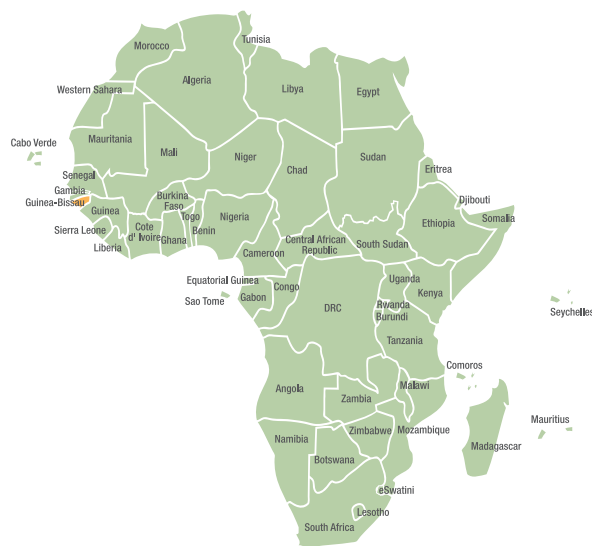 Tunisia
Morocco
Algeria
Libya
Egypt
Western Sahara
Mauritania
Cabo Verde
Mali
Niger
Chad
Sudan
Eritrea
Senegal
Gambia
Guinea-Bissau
Guinea
Burkina
Faso
Togo
Nigeria
Djibouti
Ethiopia
Somalia
Sierra Leone
Cote
d' Ivoire
Ghana
Benin
Liberia
Cameroon
Central African
Republic
South Sudan
Equatorial Guinea
Congo
Gabon
Sao Tome
DRC
Uganda
Kenya
Rwanda
Burundi
Seychelles
Tanzania
Comoros
Angola
Malawi
Zambia
Mozambique
Mauritius
Namibia
Zimbabwe
Madagascar
Botswana
eSwatini
Lesotho
South Africa